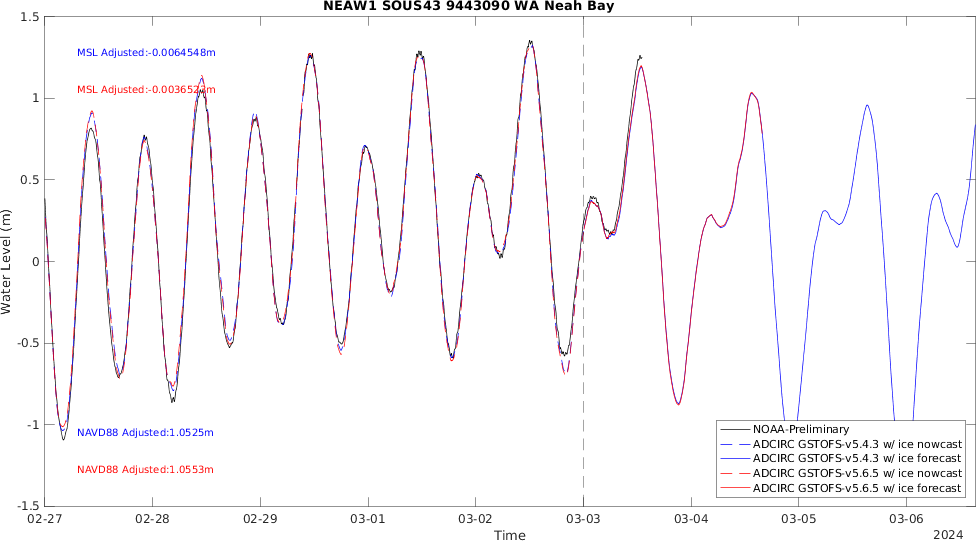 NEAW1 SOUS43 9443090 WA Neah Bay
1.5
1
0.5
0
-0.5
-1
-1.5
Water Level (m)
MSL Adjusted:-0.0064548m
MSL Adjusted:-0.0036523m
NAVD88 Adjusted:1.0525m
NAVD88 Adjusted:1.0553m
NOAA-Preliminary
ADCIRC GSTOFS-v5.4.3 w/ ice nowcast
ADCIRC GSTOFS-v5.4.3 w/ ice forecast
ADCIRC GSTOFS-v5.6.5 w/ ice nowcast
ADCIRC GSTOFS-v5.6.5 w/ ice forecast
02-27 02-28 02-29 03-01 03-02 03-03 03-04 03-05 03-06
Time
2024